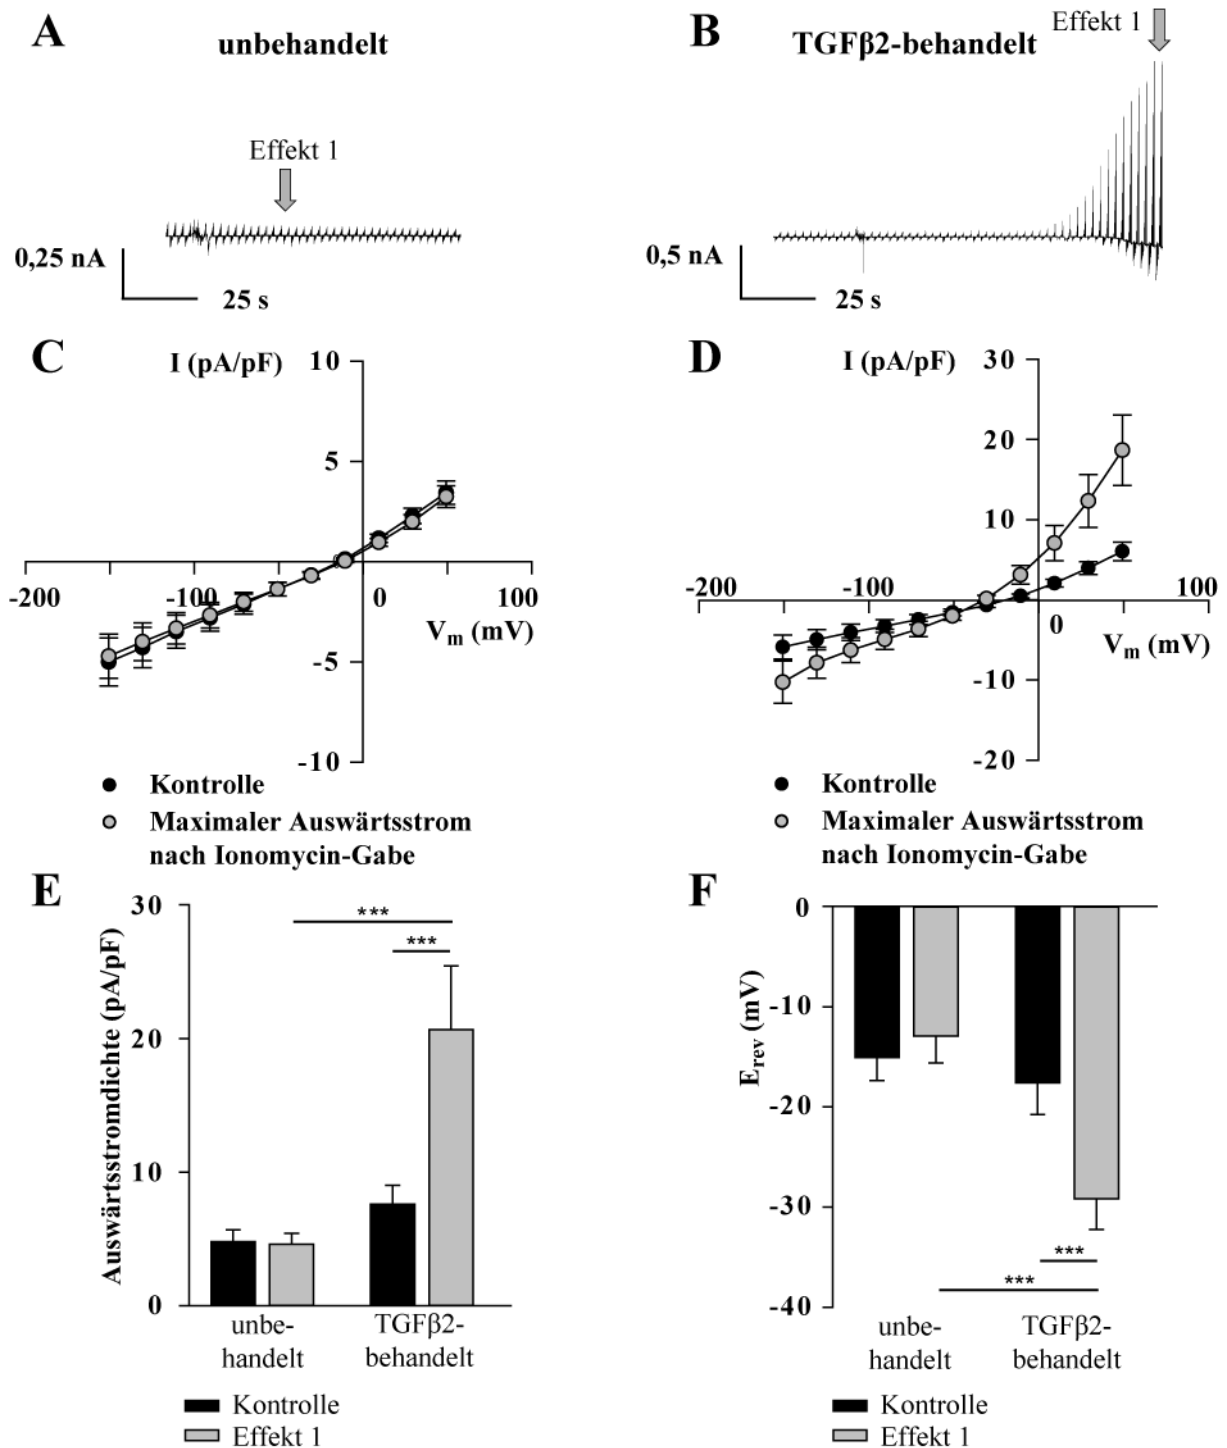 A
unbehandelt
Effekt 1
0,25 nA
25 s
B
TGFβ2-behandelt
Effekt 1
0,5 nA
25 s
C
I (pA/pF)
10
5
-200
-100
0
100
Vm (mV)
-5
-10
Kontrolle
Maximaler Auswärtsstrom
nach Ionomycin-Gabe
D
I (pA/pF)
30
20
10
-200
-100
0
100
Vm (mV)
-10
-20
Kontrolle
Maximaler Auswärtsstrom
nach Ionomycin-Gabe
E
Auswärtsstromdichte (pA/pF)
30
20
10
0
***
***
unbe-
handelt
TGFβ2-
behandelt
Kontrolle
Effekt 1
F
Erev (mV)
0
-10
-20
-30
-40
***
***
unbe-
handelt
TGFβ2-
behandelt
Kontrolle
Effekt 1